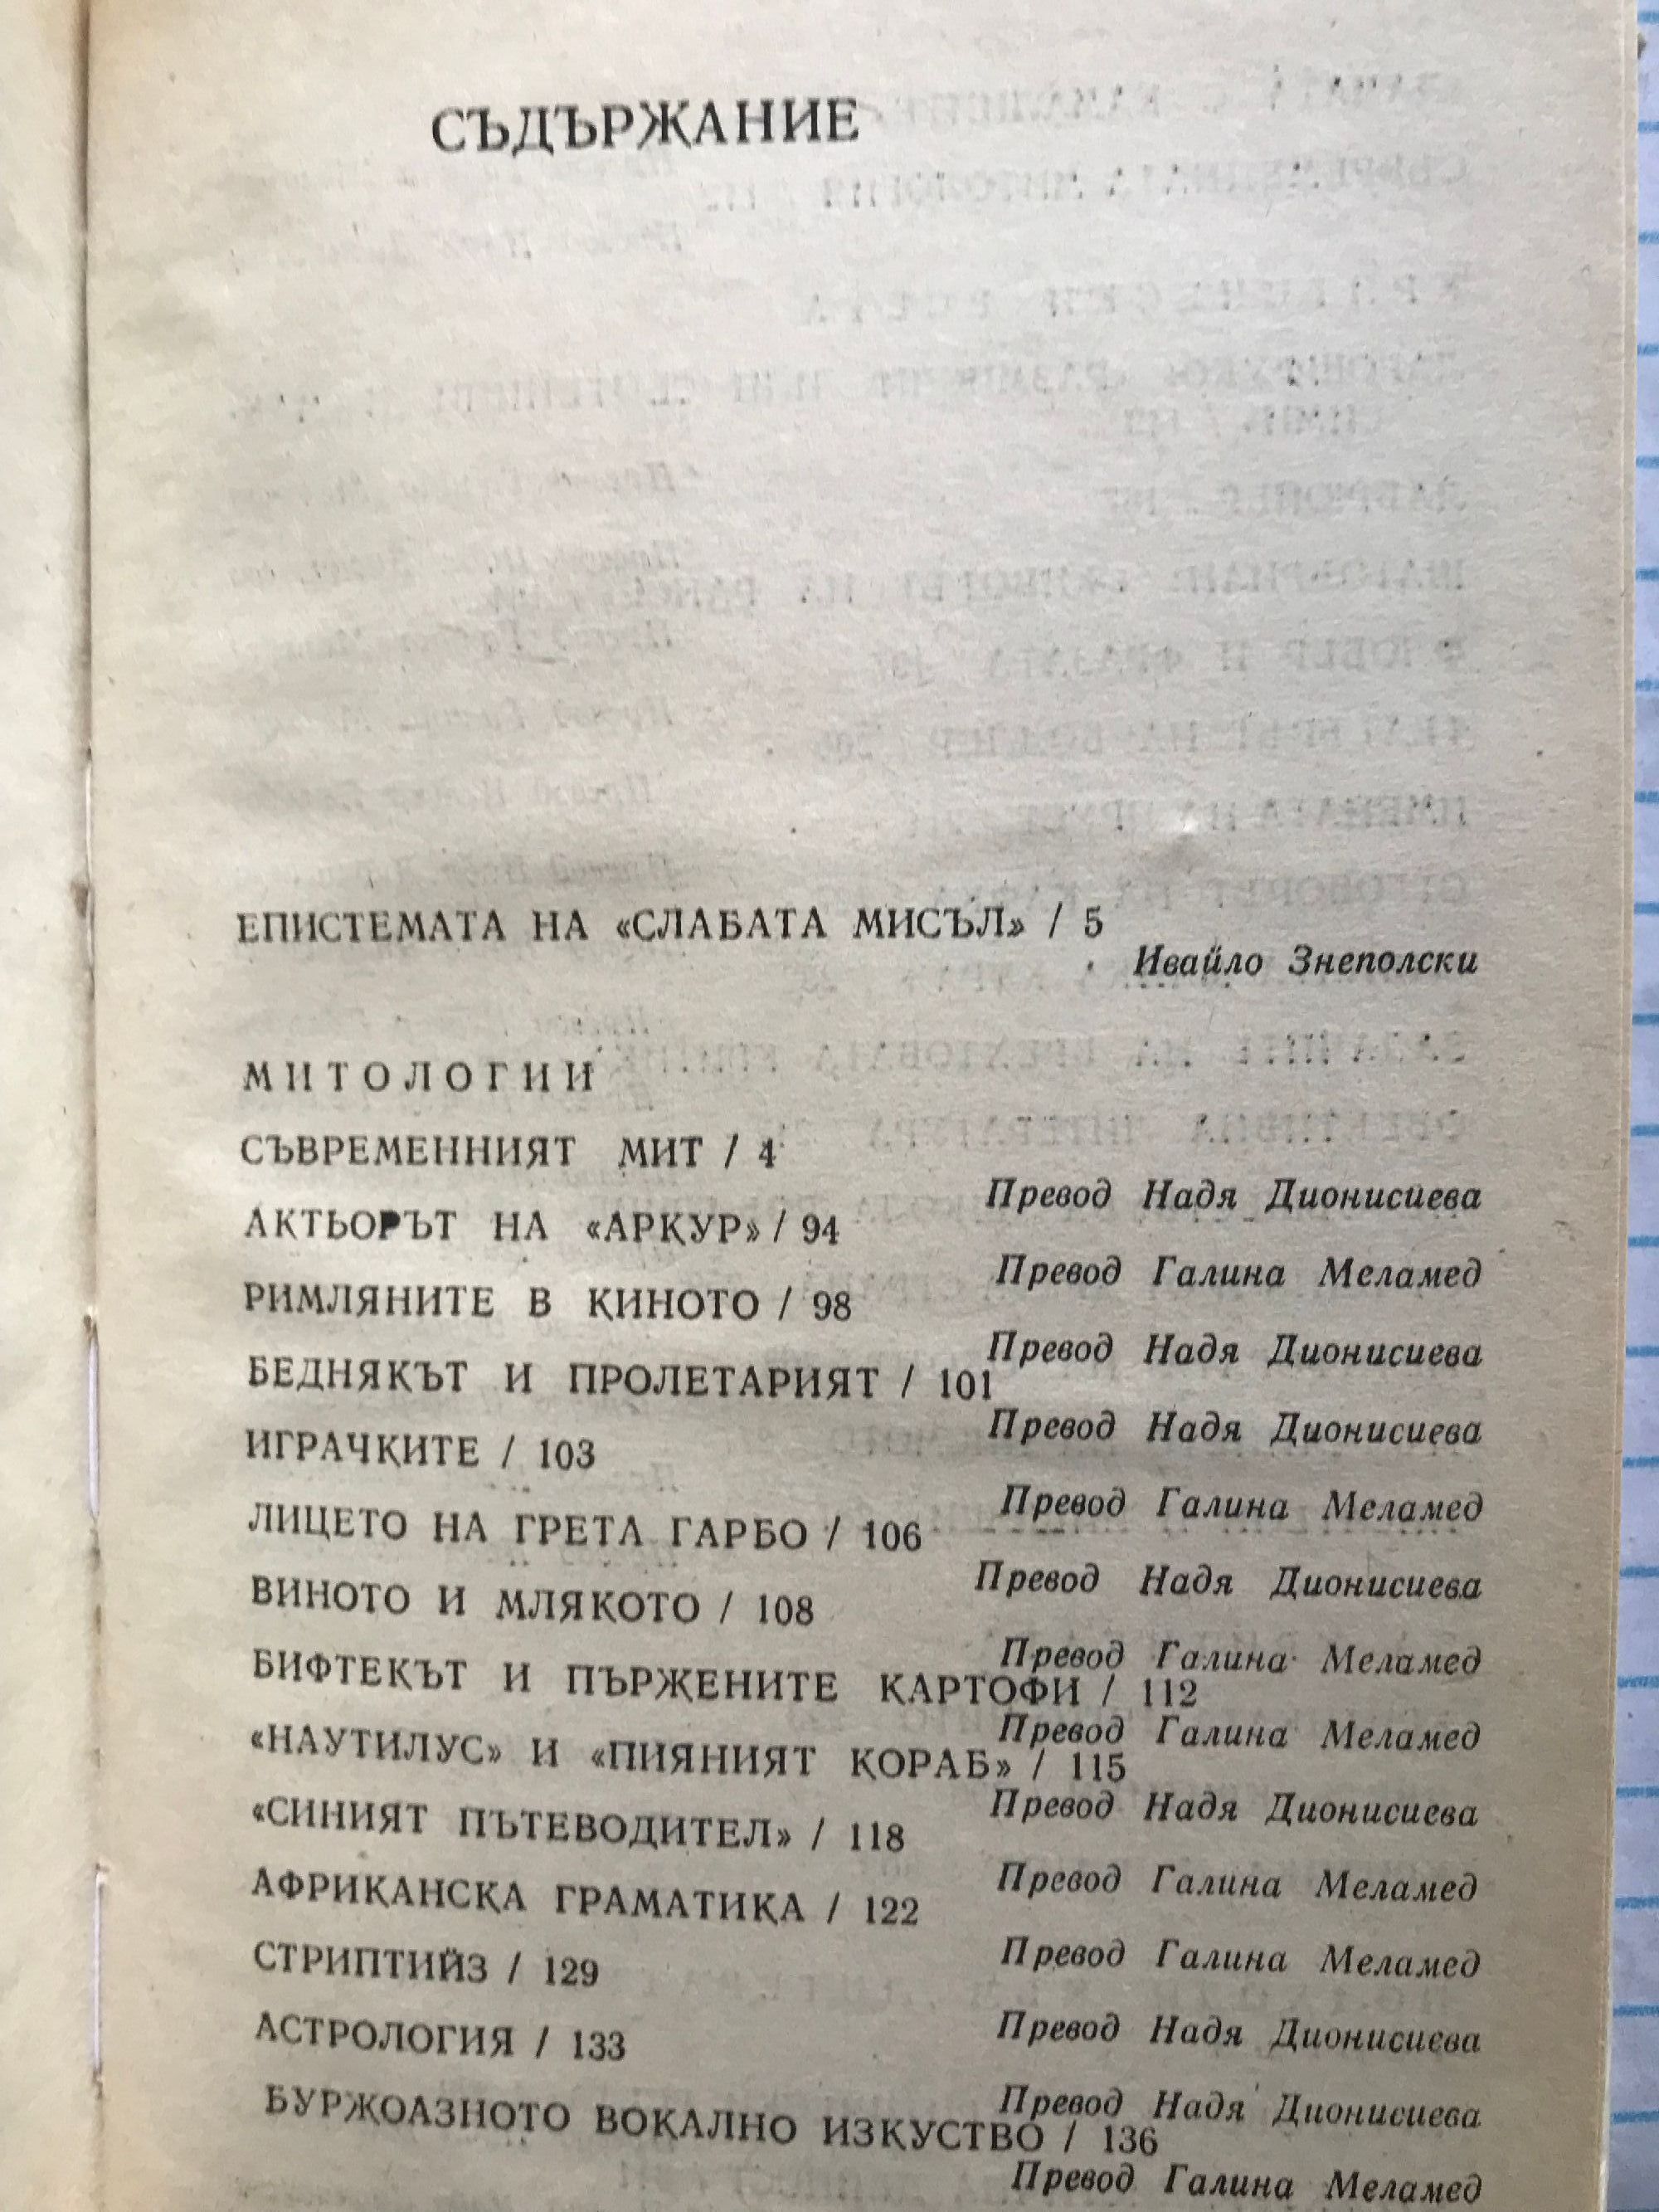 СЪДЪРЖАНИЕ
ЕПИСТЕМАТА НА «СЛАБАТА МИСЪЛ» / 5
Ивайло Знеполски
МИТОЛОГИИ
СЪВРЕМЕННИЯТ МИТ / 4
Превод Надя Дионисиева
АКТЬОРЪТ НА «АРКУР» / 94
Превод Галина Меламед
РИМЛЯНИТЕ В КИНОТО / 98
Превод Надя Дионисиева
БЕДНЯКЪТ И ПРОЛЕТАРИЯТ / 101
Превод Надя Дионисиева
ИГРАЧКИТЕ / 103
Превод Галина Меламед
ЛИЦЕТО НА ГРЕТА ГАРБО / 106
Превод Надя Дионисиева
ВИНОТО И МЛЯКОТО / 108
Превод Галина Меламед
БИФТЕКЪТ И ПЪРЖЕНИТЕ КАРТОФИ / 112
Превод Галина Меламед
«НАУТИЛУС» И «ПИЯНИЯТ КОРАБ» / 115
Превод Надя Дионисиева
«СИНИЯТ ПЪТЕВОДИТЕЛ» / 118
Превод Галина Меламед
АФРИКАНСКА ГРАМАТИКА / 122
Превод Галина Меламед
СТРИПТИЙЗ / 129
Превод Надя Дионисиева
АСТРОЛОГИЯ / 133
Превод Надя Дионисиева
БУРЖОАЗНОТО ВОКАЛНО ИЗКУСТВО / 136
Превод Галина Меламед